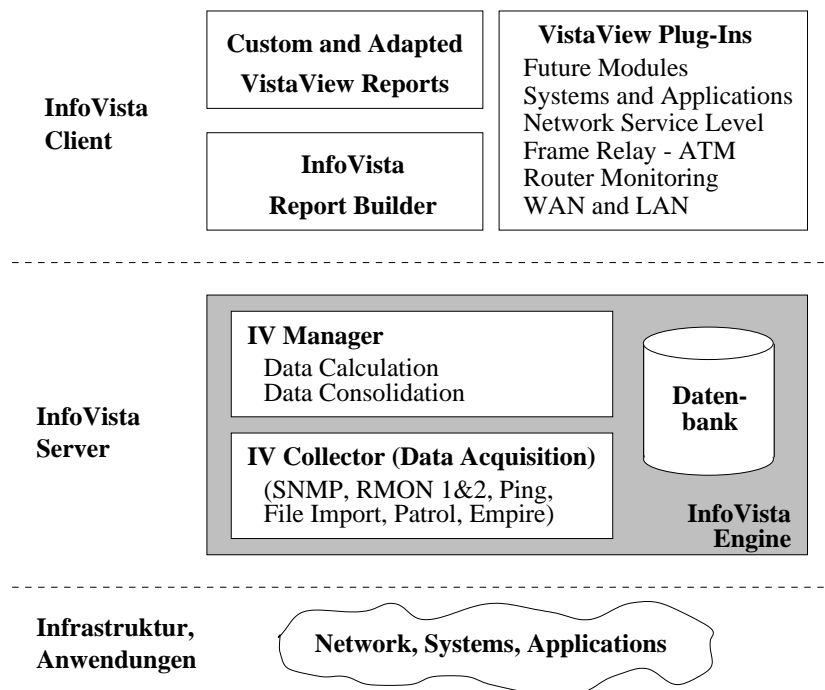 InfoVista
Client
Custom and Adapted
VistaView Reports
InfoVista
Report Builder
VistaView Plug-Ins
Future Modules
Systems and Applications
Network Service Level
Frame Relay - ATM
Router Monitoring
WAN and LAN
InfoVista
Server
IV Manager
Data Calculation
Data Consolidation
IV Collector (Data Acquisition)
(SNMP, RMON 1&2, Ping,
File Import, Patrol, Empire)
Daten-
bank
InfoVista
Engine
Infrastruktur,
Anwendungen
Network, Systems, Applications